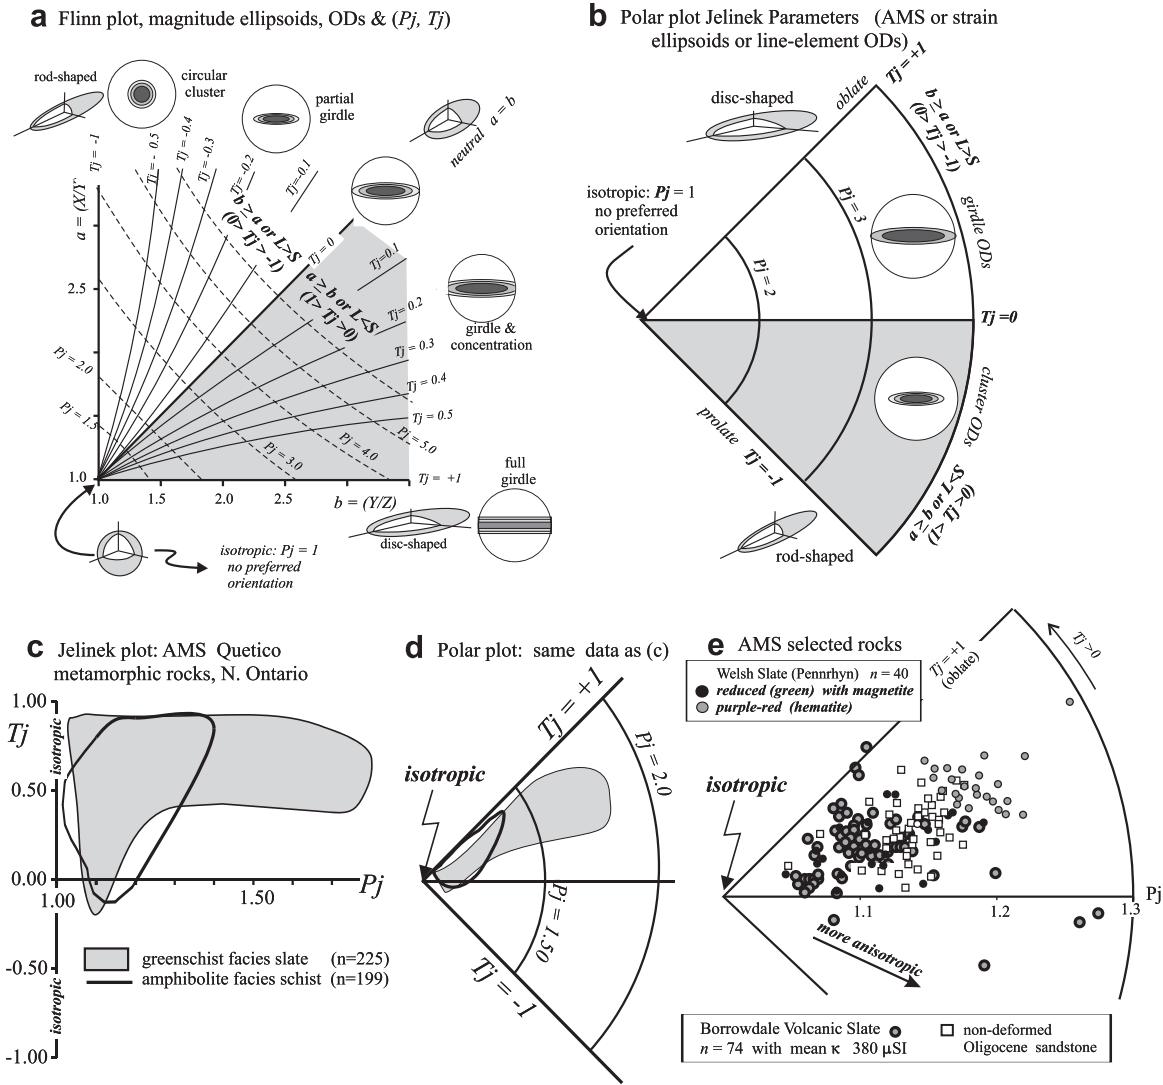 a Flinn plot, magnitude ellipsoids, ODs & (Pj, Tj)
rod-shaped
circular
cluster
partial
girdle
neutral a = b
Tj = -1
Tj = - 0.5
Tj = -0.4
Tj = -0.3
Tj= -0.2
Tj=-0.1
a = (X/Y
b ≥ a or L>S
(0> Tj > -1)
Tj = 0
a ≥ b or L<S
(1> Tj >0)
Tj=0.1
Tj= 0.2
Tj = 0.3
Tj = 0.4
Tj = 0.5
Tj = +1
girdle &
concentration
2.5
1.0
Pj = 2.0
Pj = 1.5
Pj = 3.0
Pj = 4.0
Pj = 5.0
1.0
1.5
2.0
2.5
b = (Y/Z)
full
girdle
disc-shaped
isotropic: Pj = 1
no preferred
orientation
b Polar plot Jelinek Parameters (AMS or strain
ellipsoids or line-element ODs)
disc-shaped
oblate
Tj = +1
b ≥ a or L>S
(0> Tj > -1)
isotropic: Pj = 1
no preferred
orientation
Pj = 3
Pj = 2
girdle ODs
Tj =0
cluster ODs
prolate
Tj = -1
a ≥ b or L<S
(1> Tj >0)
rod-shaped
c Jelinek plot: AMS Quetico
metamorphic rocks, N. Ontario
1.00
Tj
isotropic
0.50
0.00
1.00
1.50
Pj
-0.50
isotropic
-1.00
greenschist facies slate (n=225)
amphibolite facies schist (n=199)
d Polar plot: same data as (c)
Tj = +1
Pj = 2.0
isotropic
Pj = 1.50
Tj = -1
e AMS selected rocks
Welsh Slate (Pennrhyn) n = 40
reduced (green) with magnetite
purple-red (hematite)
Tj = +1
(oblate)
Tj >0
isotropic
Pj
1.1
1.2
1.3
more anisotropic
Borrowdale Volcanic Slate
n = 74 with mean κ 380 µSI
non-deformed
Oligocene sandstone